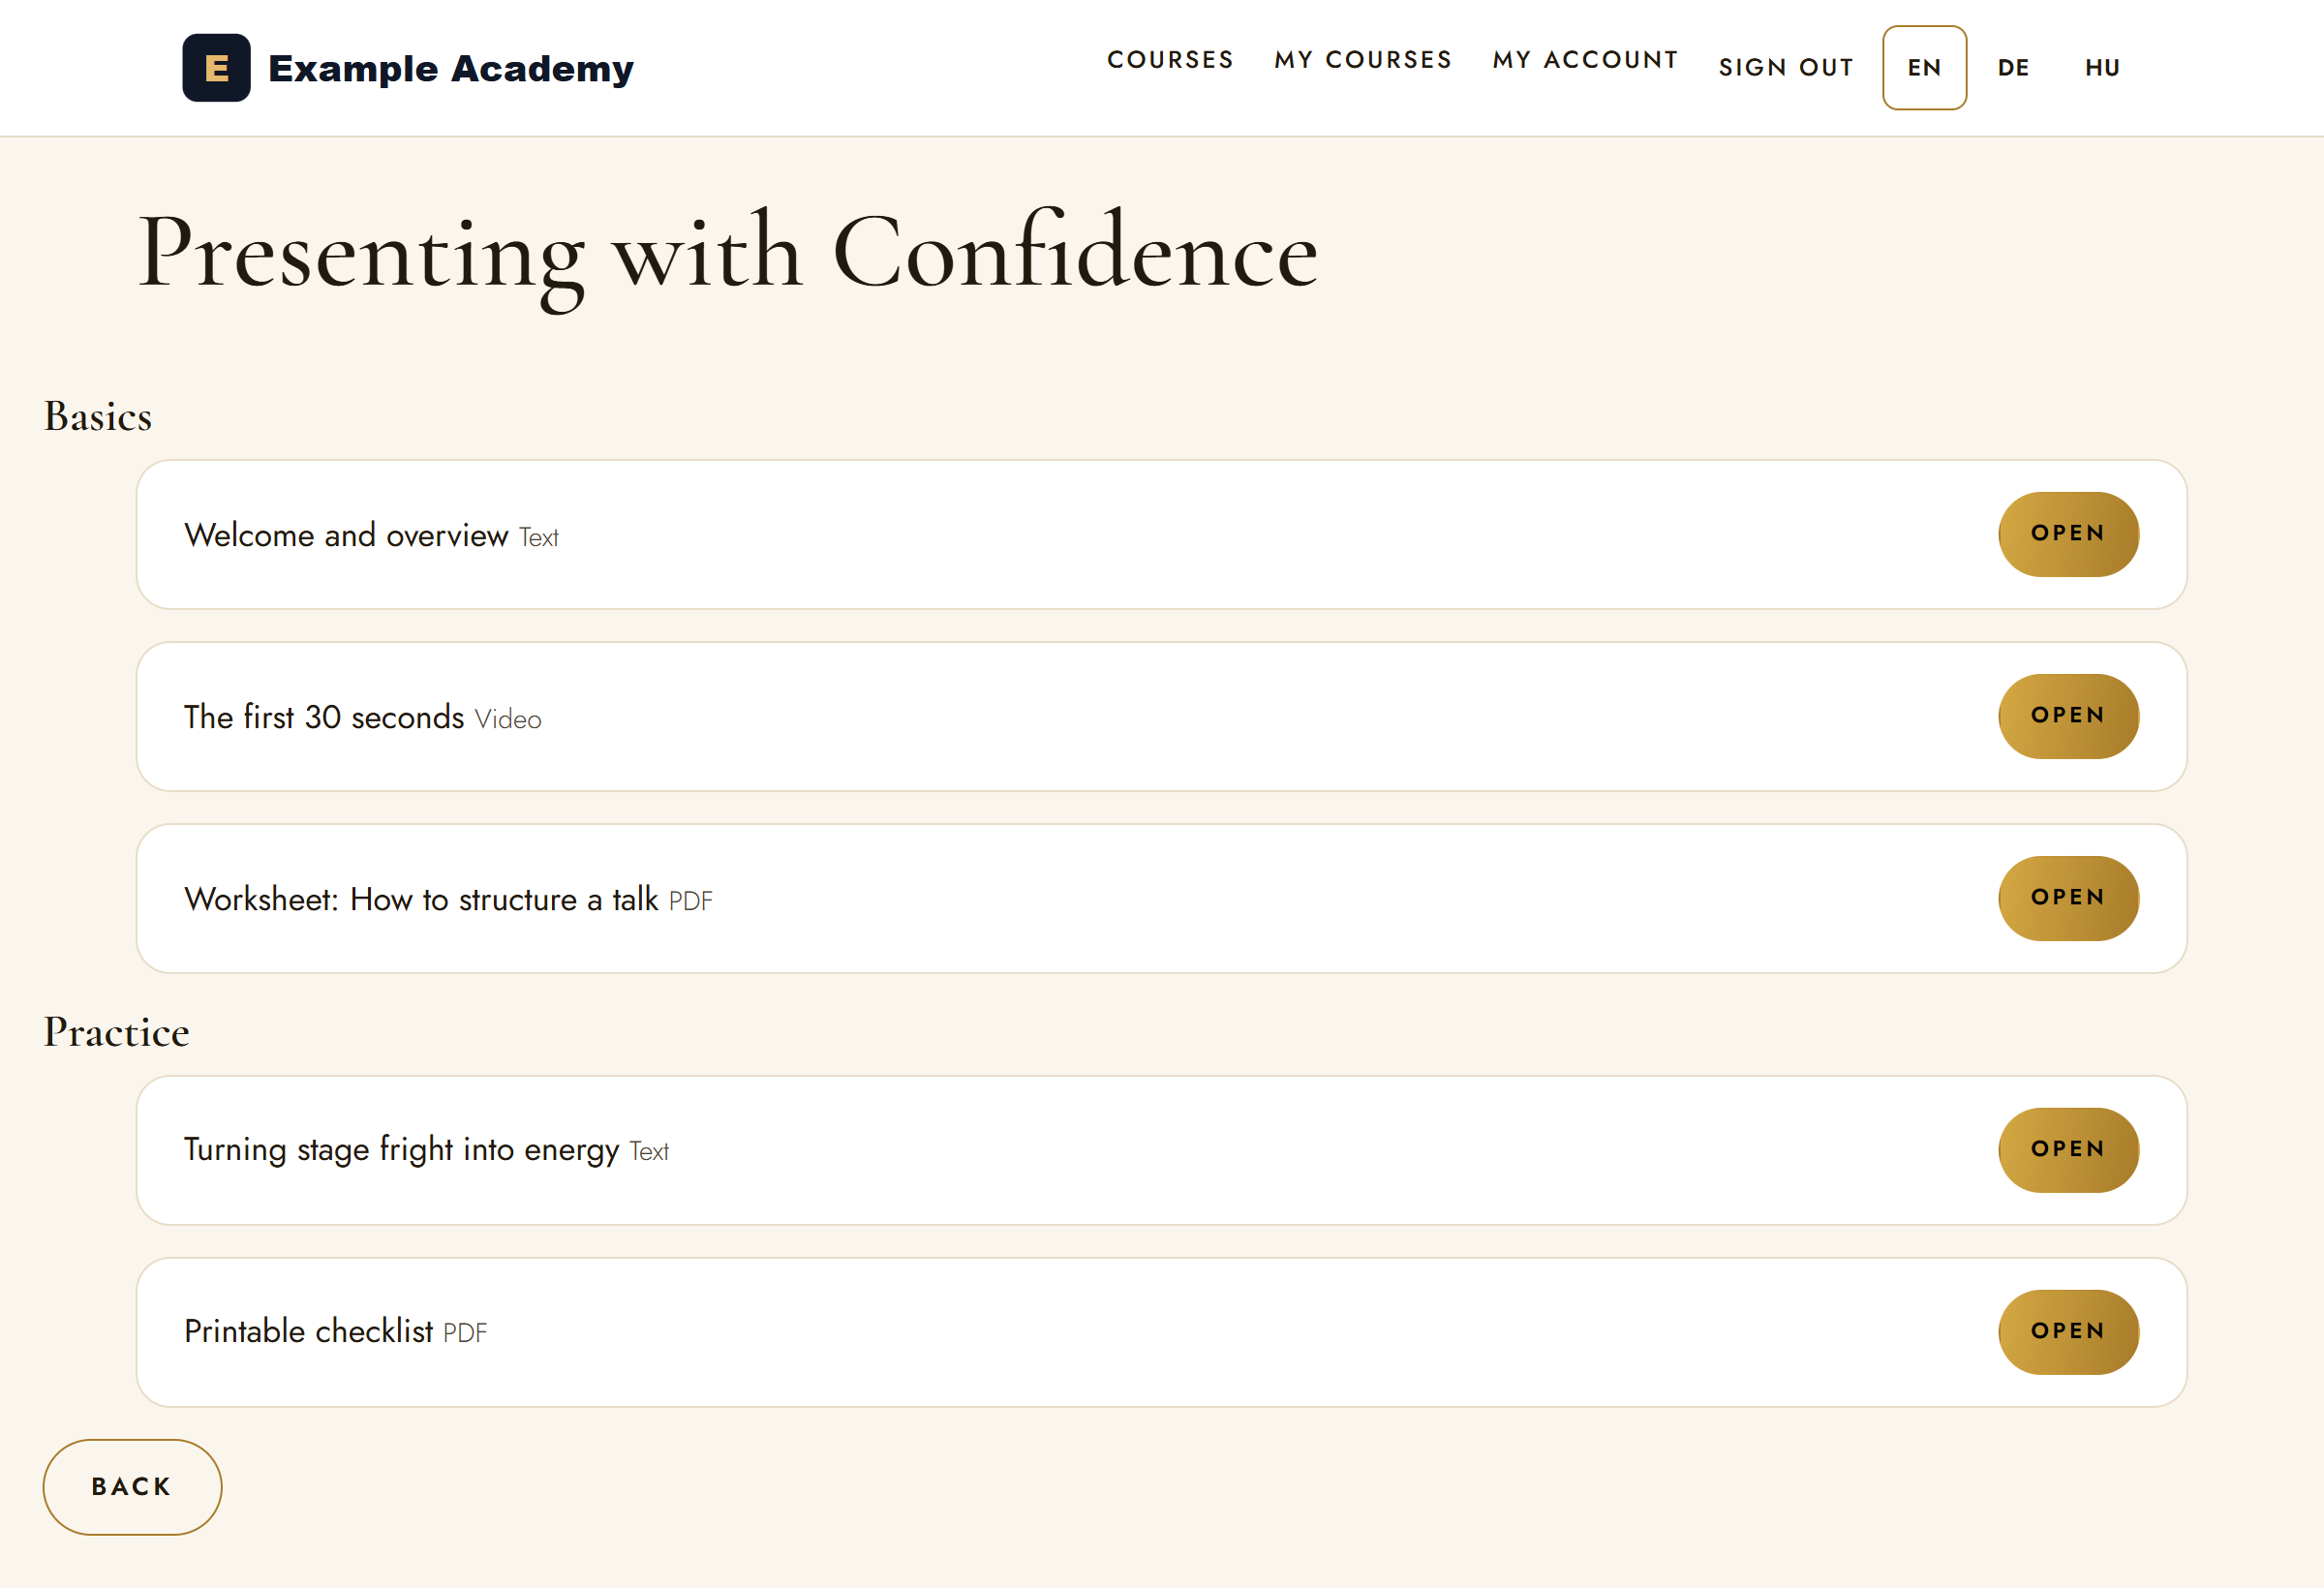 E Example Academy
COURSES MY COURSES MY ACCOUNT SIGN OUT EN DE HU
Presenting with Confidence
Basics
Welcome and overview Text OPEN
The first 30 seconds Video OPEN
Worksheet: How to structure a talk PDF OPEN
Practice
Turning stage fright into energy Text OPEN
Printable checklist PDF OPEN
BACK